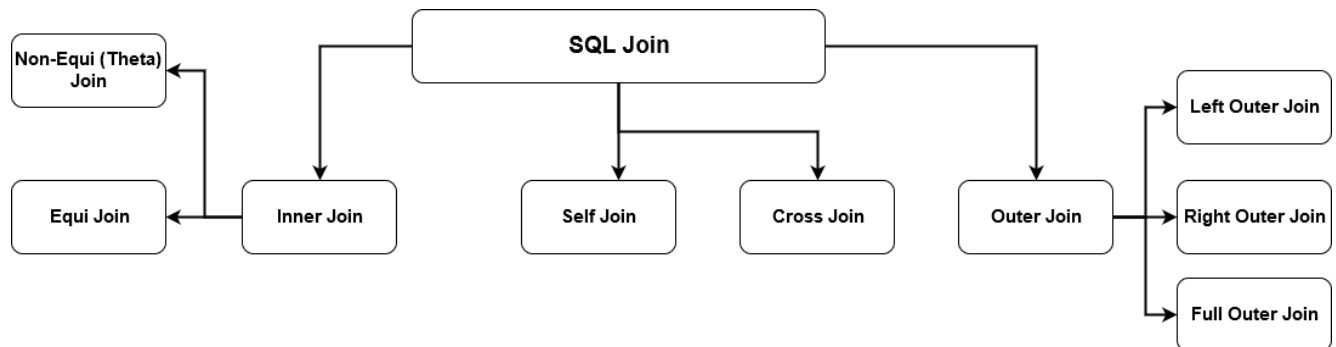 SQL Join
Non-Equi (Theta)
Join
Left Outer Join
Equi Join
Inner Join
Self Join
Cross Join
Outer Join
Right Outer Join
Full Outer Join